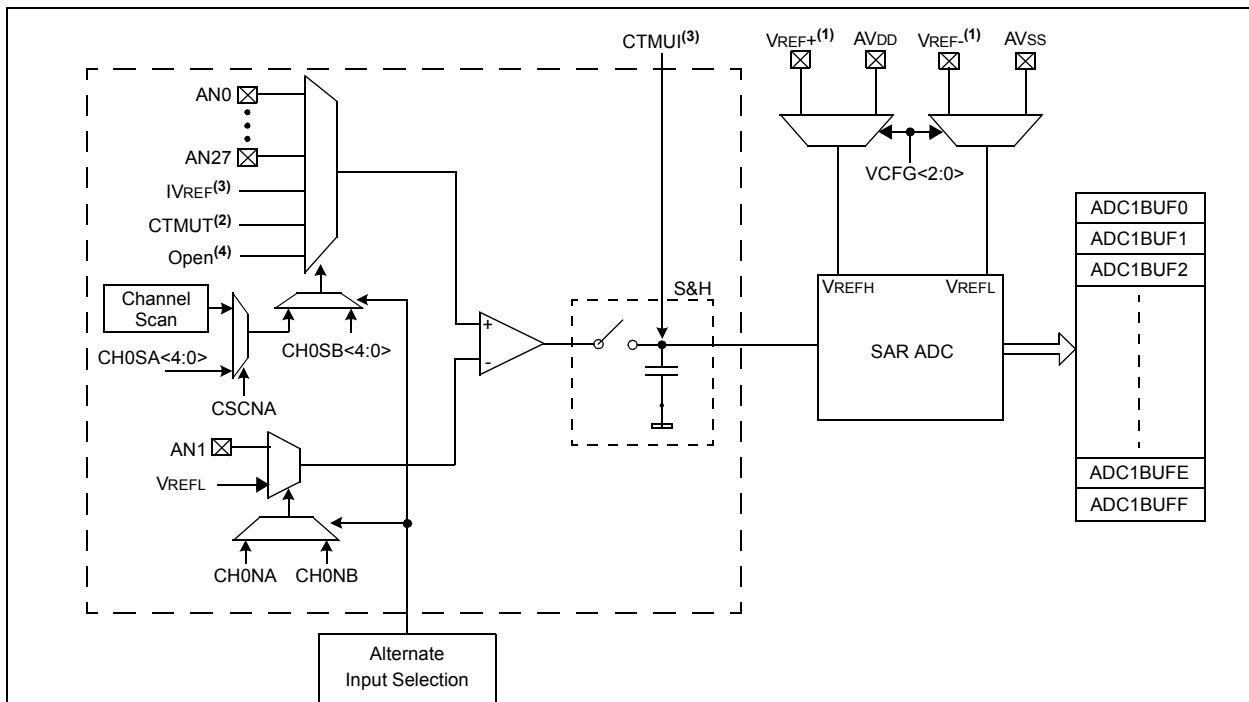 CTMUI(3)
VREF+(1)
AVDD
VREF-(1)
AVSS
AN0
AN27
IVREF(3)
CTMUT(2)
Open(4)
VCFG<2:0>
ADC1BUF0
ADC1BUF1
ADC1BUF2
Channel
Scan
S&H
VREFH
VREFL
CH0SA<4:0>
CH0SB<4:0>
+
-
SAR ADC
CSCNA
AN1
VREFL
ADC1BUFE
ADC1BUFF
CH0NA
CH0NB
Alternate
Input Selection